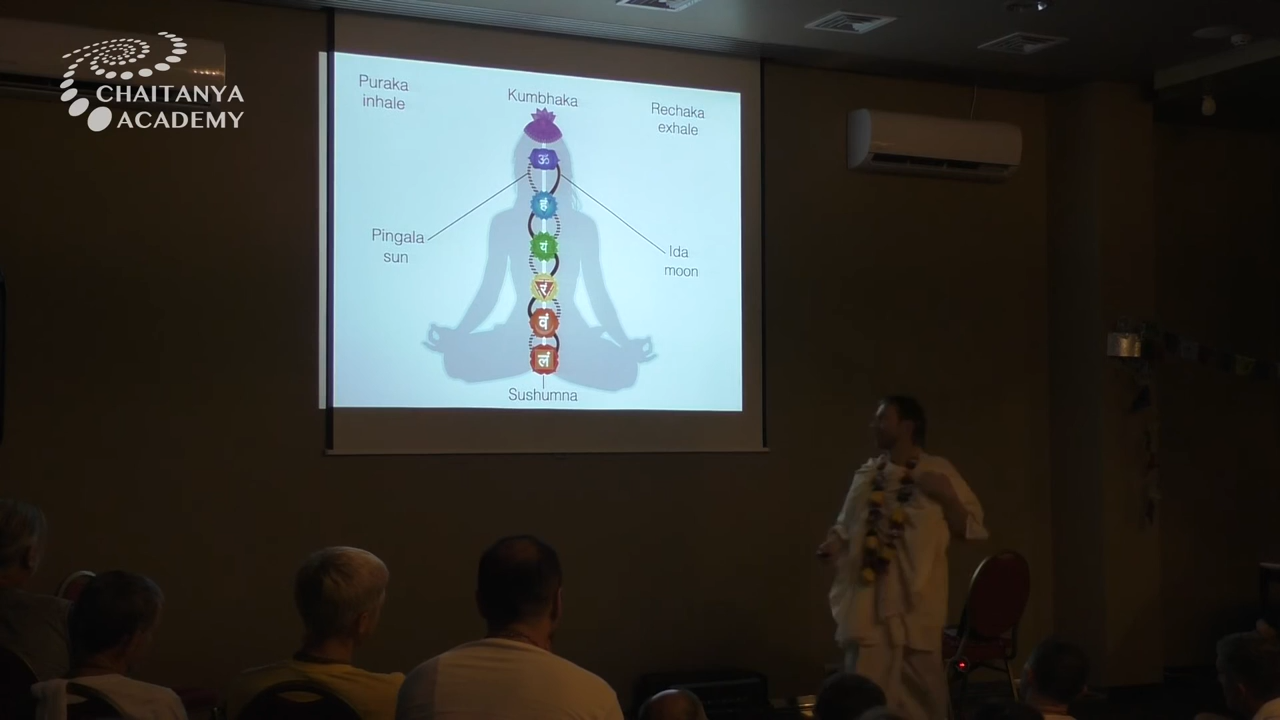 CHAITANYA
ACADEMY
Puraka
inhale
Kumbhaka
Rechaka
exhale
ॐ
हं
यं
रं
वं
लं
Pingala
sun
Ida
moon
Sushumna